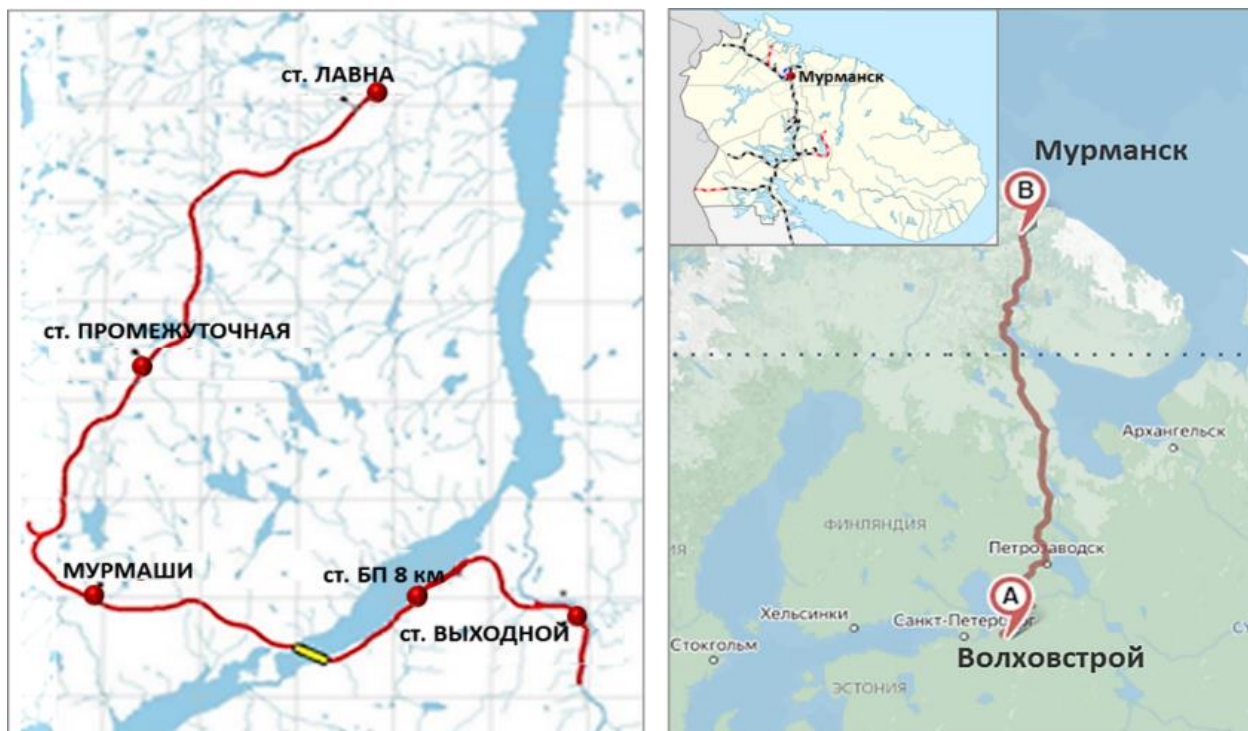 ст. ЛАВНА
ст. ПРОМЕЖУТОЧНАЯ
МУРМАШИ
ст. БП 8 км
ст. ВЫХОДНОЙ
Мурманск
Мурманск
B
Архангельск
ФИНЛЯНДИЯ
Петрозаводск
A
Хельсинки
Санкт-Петербург
Стокгольм
Волховстрой
ЭСТОНИЯ